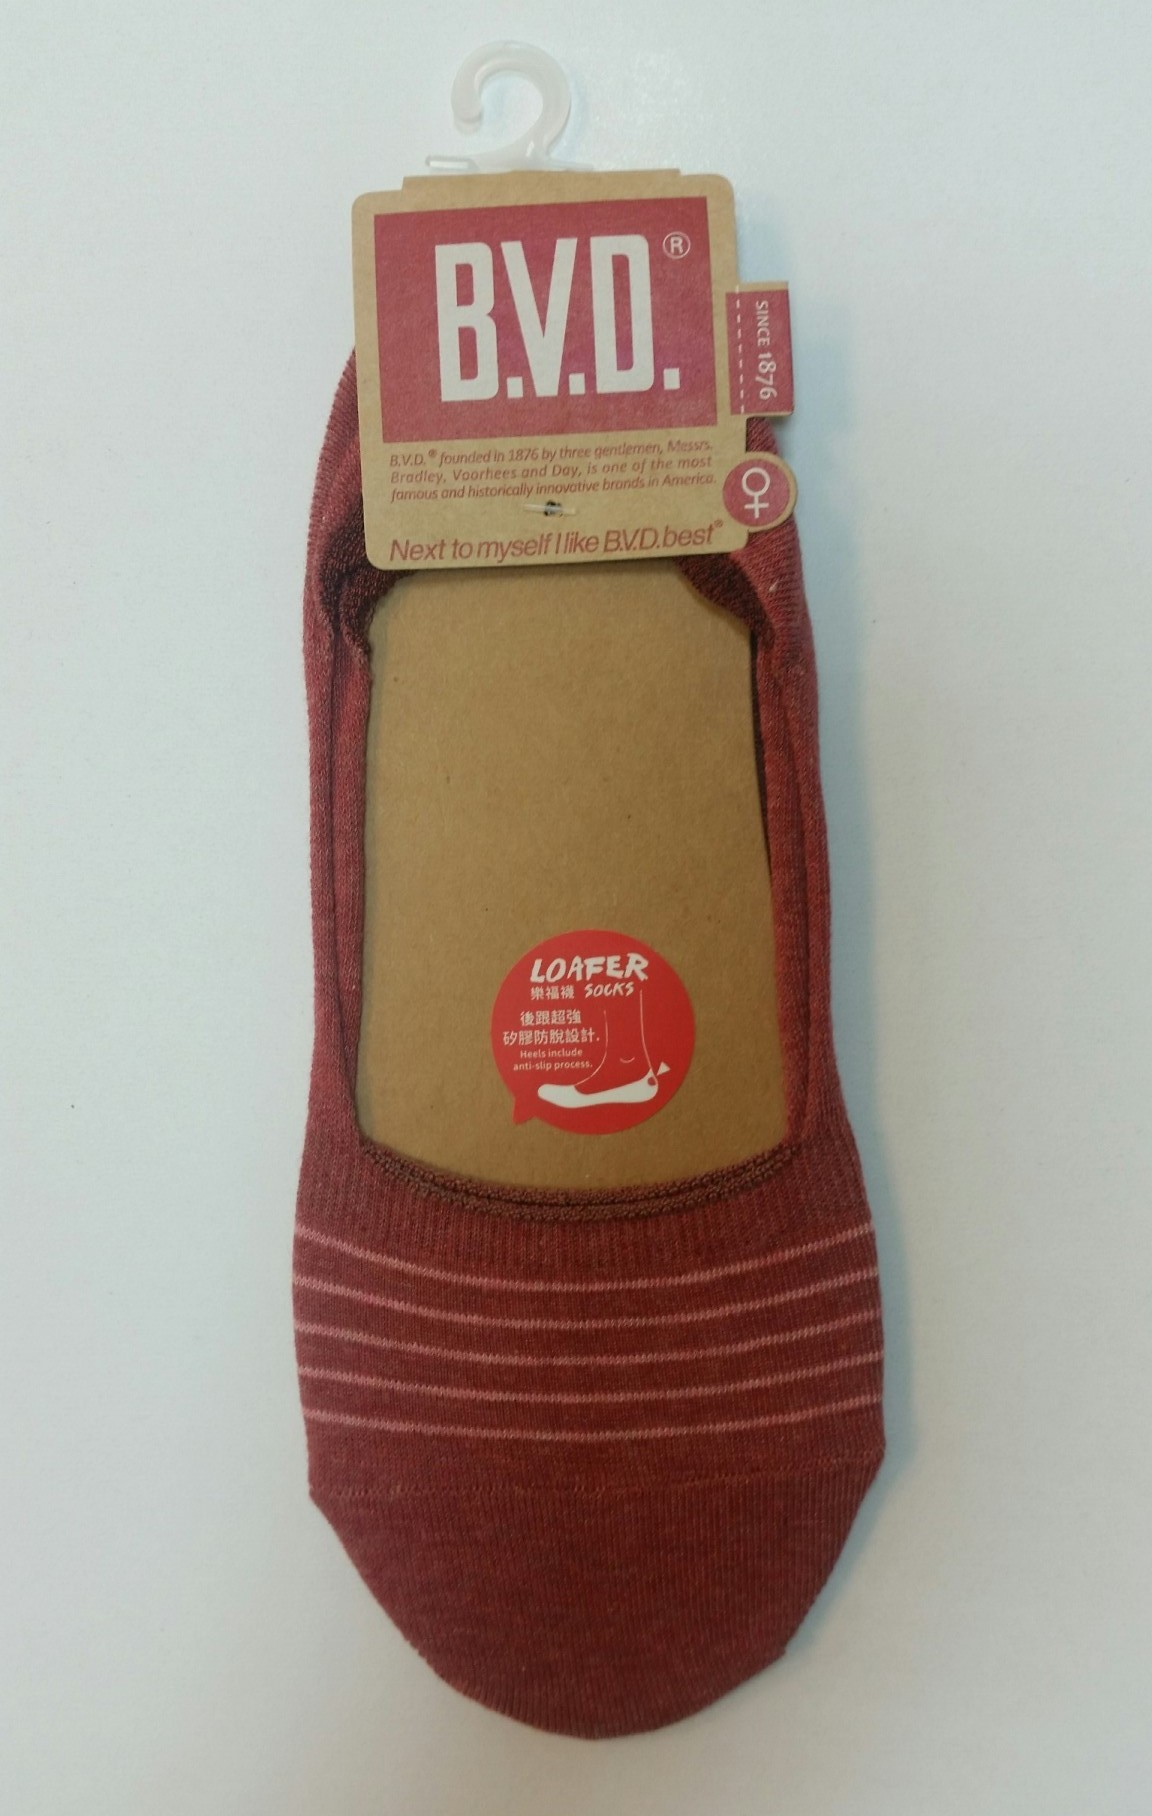 B.V.D.®
SINCE 1876
B.V.D.® founded in 1876 by three gentlemen, Messrs.
Bradley, Voorhees and Day, is one of the most
famous and historically innovative brands in America.
Next to myself I like B.V.D. best®
LOAFER
樂福襪 SOCKS
後跟超強
矽膠防脫設計.
Heels include
anti-slip process.